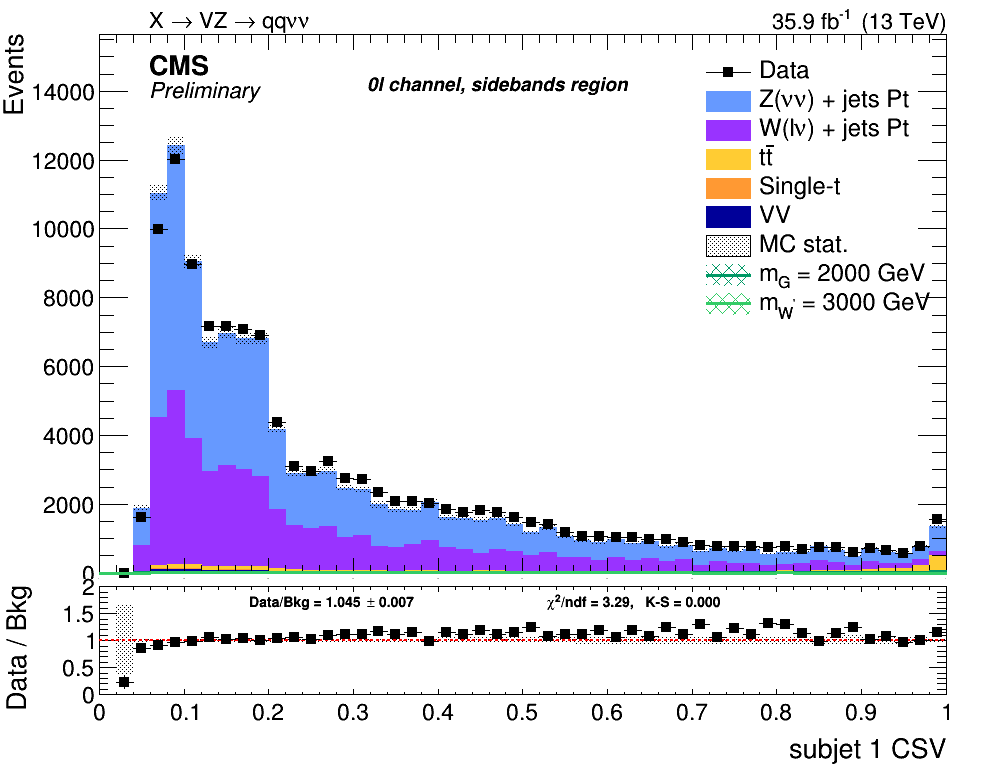 X → VZ → qqνν
35.9 fb⁻¹ (13 TeV)
Events
CMS
Preliminary
0l channel, sidebands region
Data
Z(νν) + jets Pt
W(lν) + jets Pt
tt̄
Single-t
VV
MC stat.
m_G = 2000 GeV
m_W' = 3000 GeV
14000
12000
10000
8000
6000
4000
2000
0
Data / Bkg
2
1.5
1
0.5
0
Data/Bkg = 1.045 ± 0.007
χ²/ndf = 3.29, K-S = 0.000
0 0.1 0.2 0.3 0.4 0.5 0.6 0.7 0.8 0.9 1
subjet 1 CSV